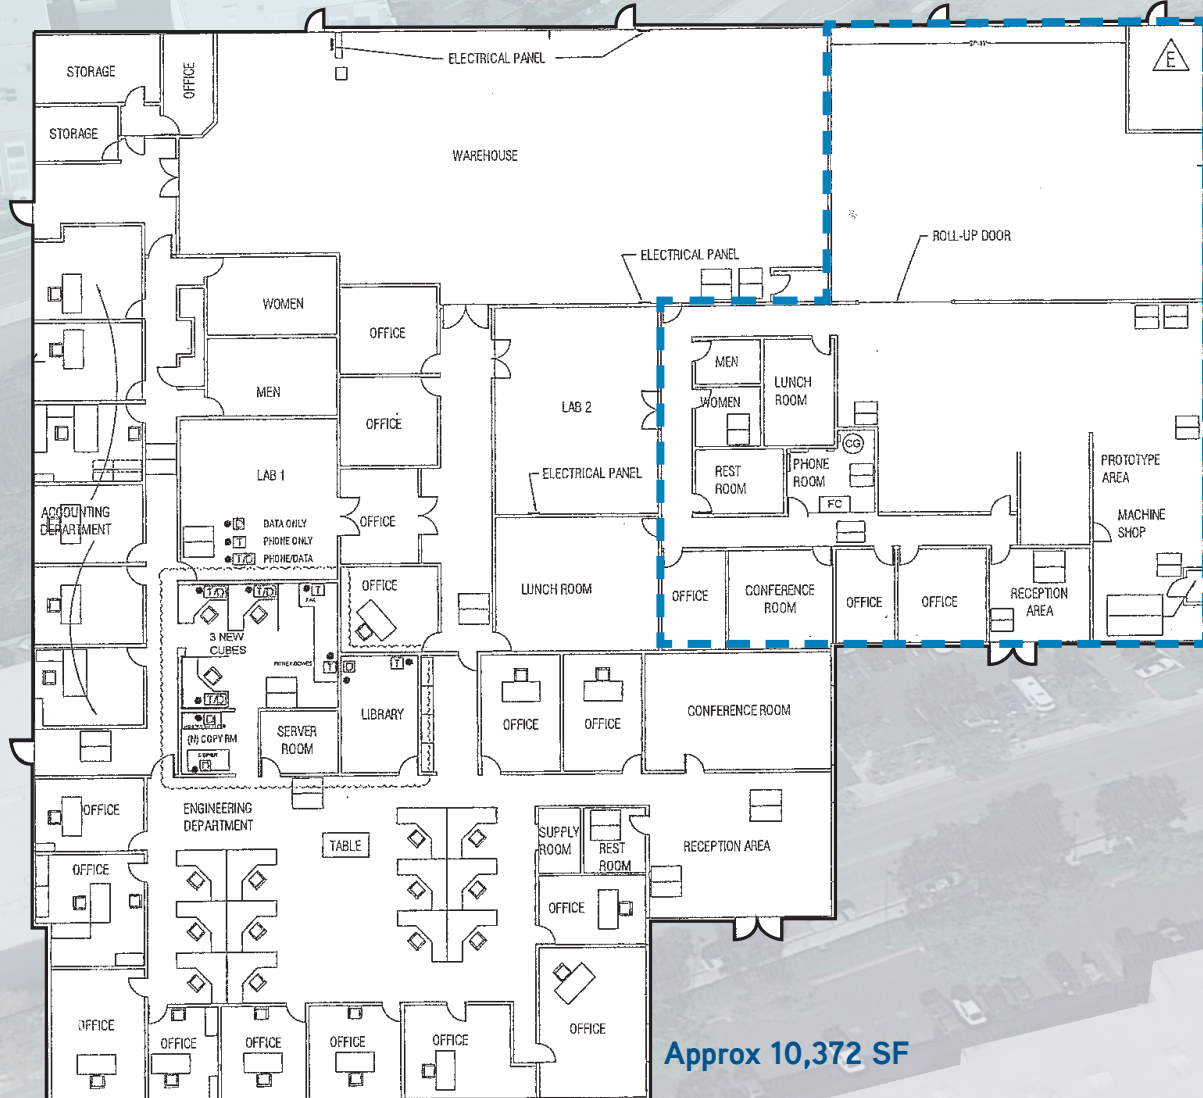 STORAGE
OFFICE
ELECTRICAL PANEL
E
STORAGE
WAREHOUSE
ROLL-UP DOOR
ELECTRICAL PANEL
WOMEN
OFFICE
MEN
LUNCH
ROOM
MEN
WOMEN
OFFICE
LAB 2
CG
LAB 1
ELECTRICAL PANEL
REST
ROOM
PHONE
ROOM
PROTOTYPE
AREA
FC
MACHINE
SHOP
ACCOUNTING
DEPARTMENT
D
DATA ONLY
T
PHONE ONLY
T/D
PHONE/DATA
OFFICE
OFFICE
LUNCH ROOM
OFFICE
CONFERENCE
ROOM
OFFICE
OFFICE
RECEPTION
AREA
T/D
T/D
T
FAX
3 NEW
CUBES
T
D
T
T/D
D
(N) COPY RM
COPIER
D
SERVER
ROOM
LIBRARY
OFFICE
OFFICE
CONFERENCE ROOM
OFFICE
ENGINEERING
DEPARTMENT
TABLE
SUPPLY
ROOM
REST
ROOM
RECEPTION AREA
OFFICE
OFFICE
OFFICE
OFFICE
OFFICE
OFFICE
OFFICE
OFFICE
Approx 10,372 SF